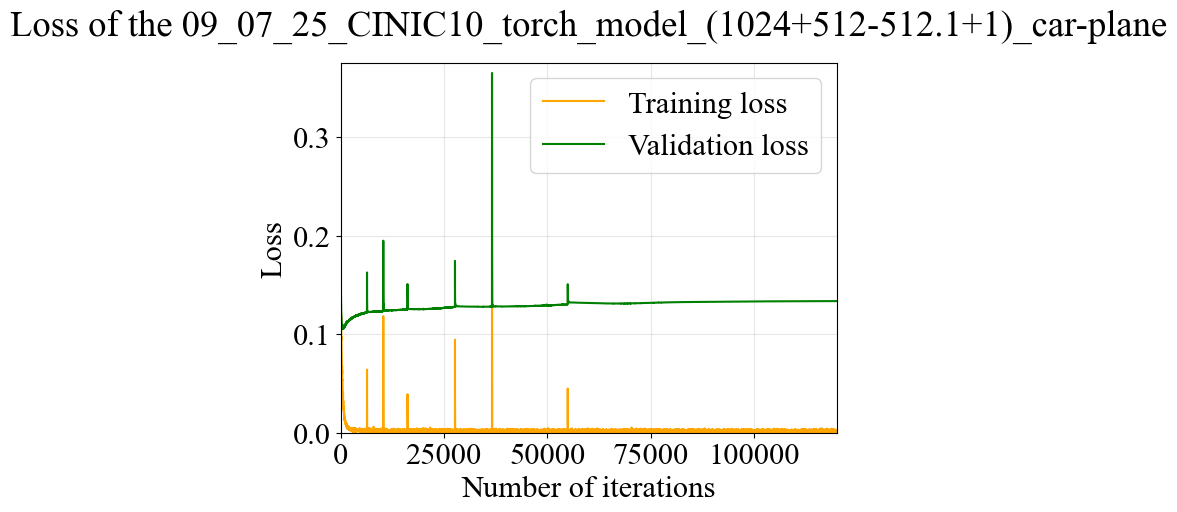 Loss of the 09_07_25_CINIC10_torch_model_(1024+512-512.1+1)_car-plane
Training loss
Validation loss
Loss
0.3
0.2
0.1
0.0
0 25000 50000 75000 100000
Number of iterations